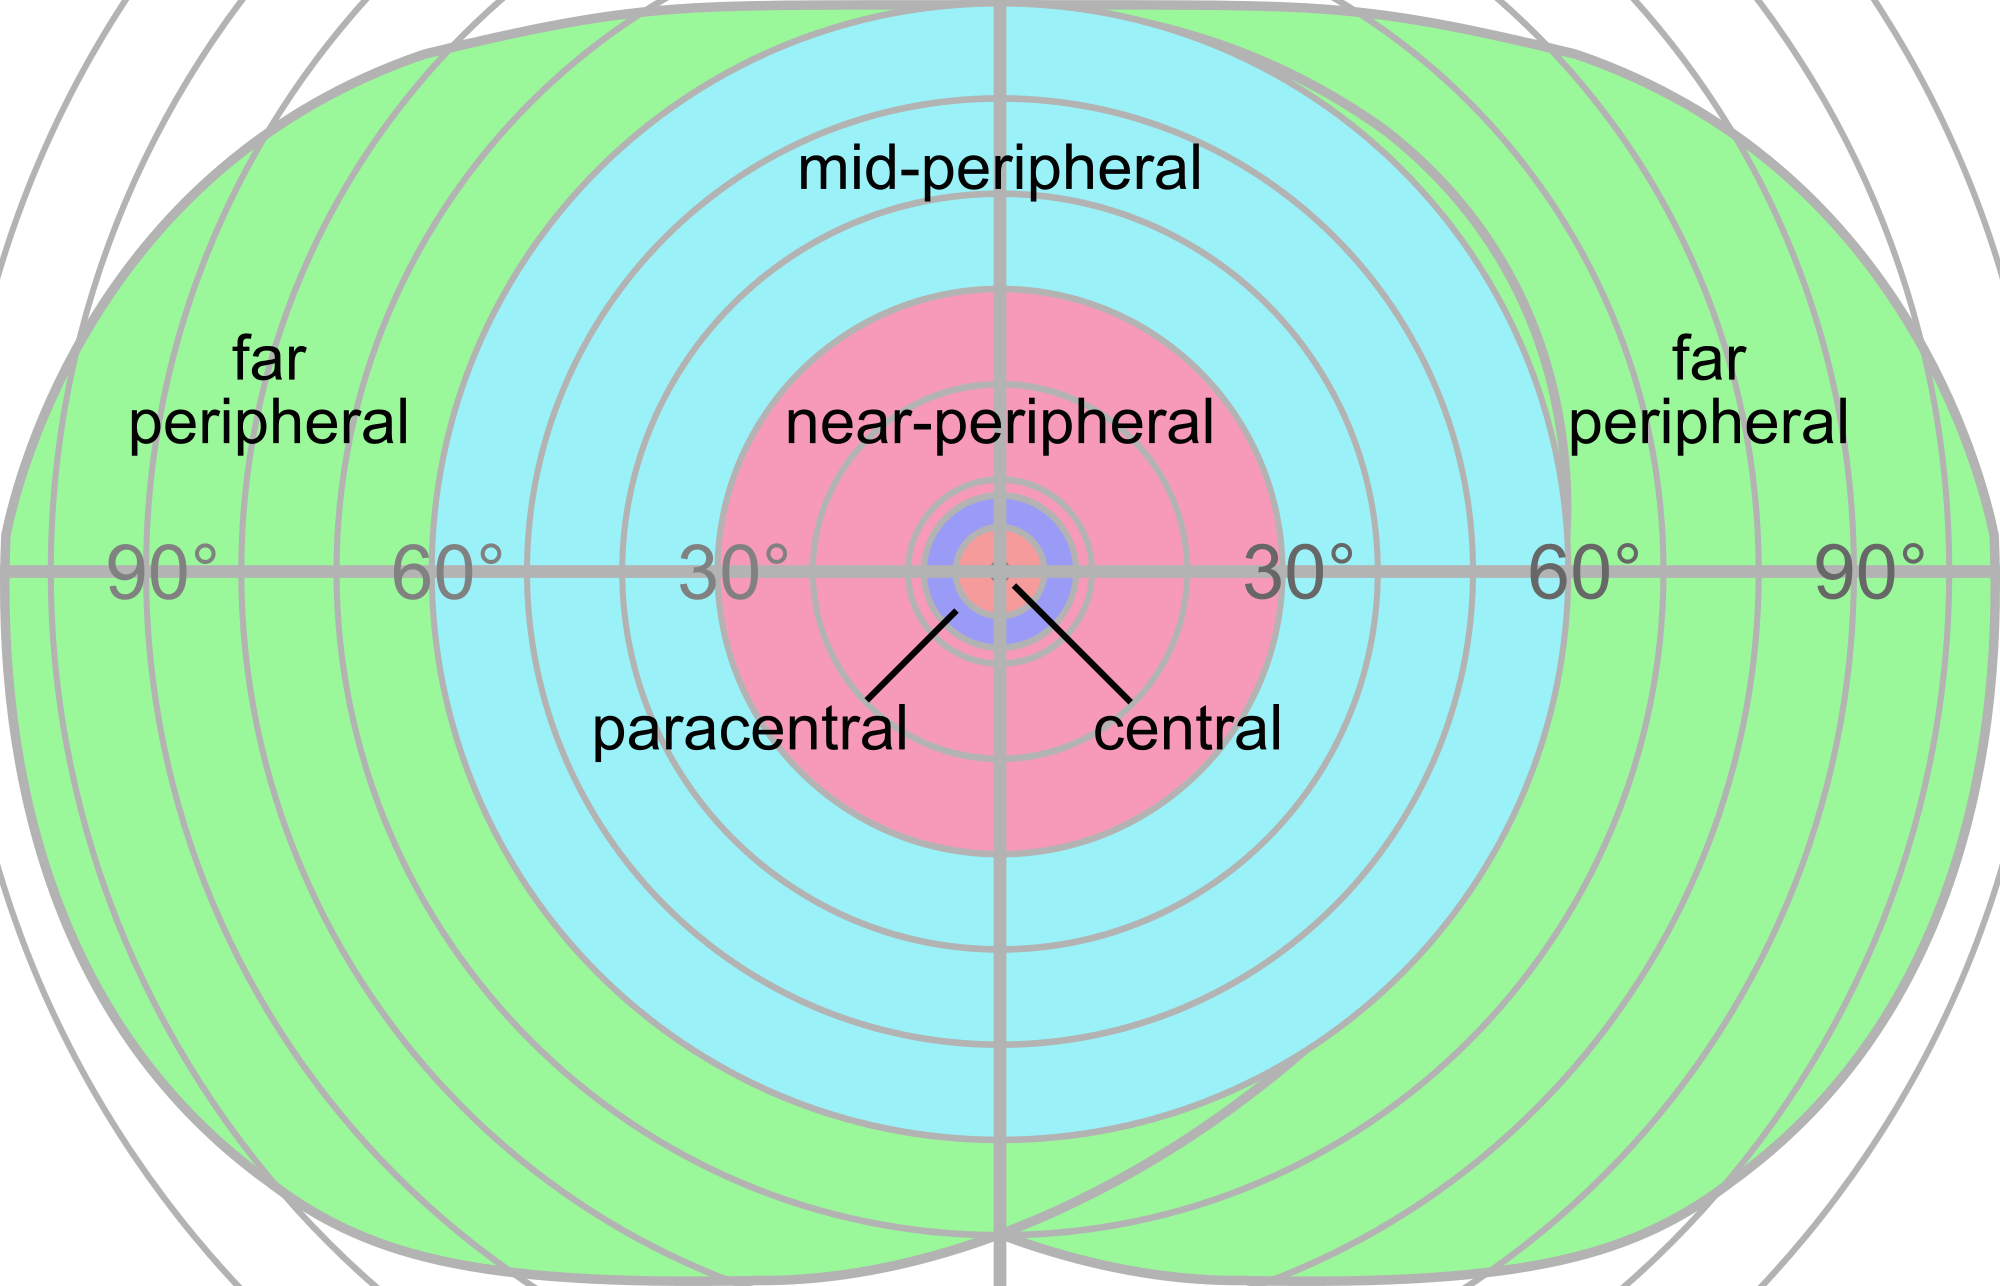 mid-peripheral
far
peripheral
far
peripheral
near-peripheral
90° 60° 30° 30° 60° 90°
paracentral
central